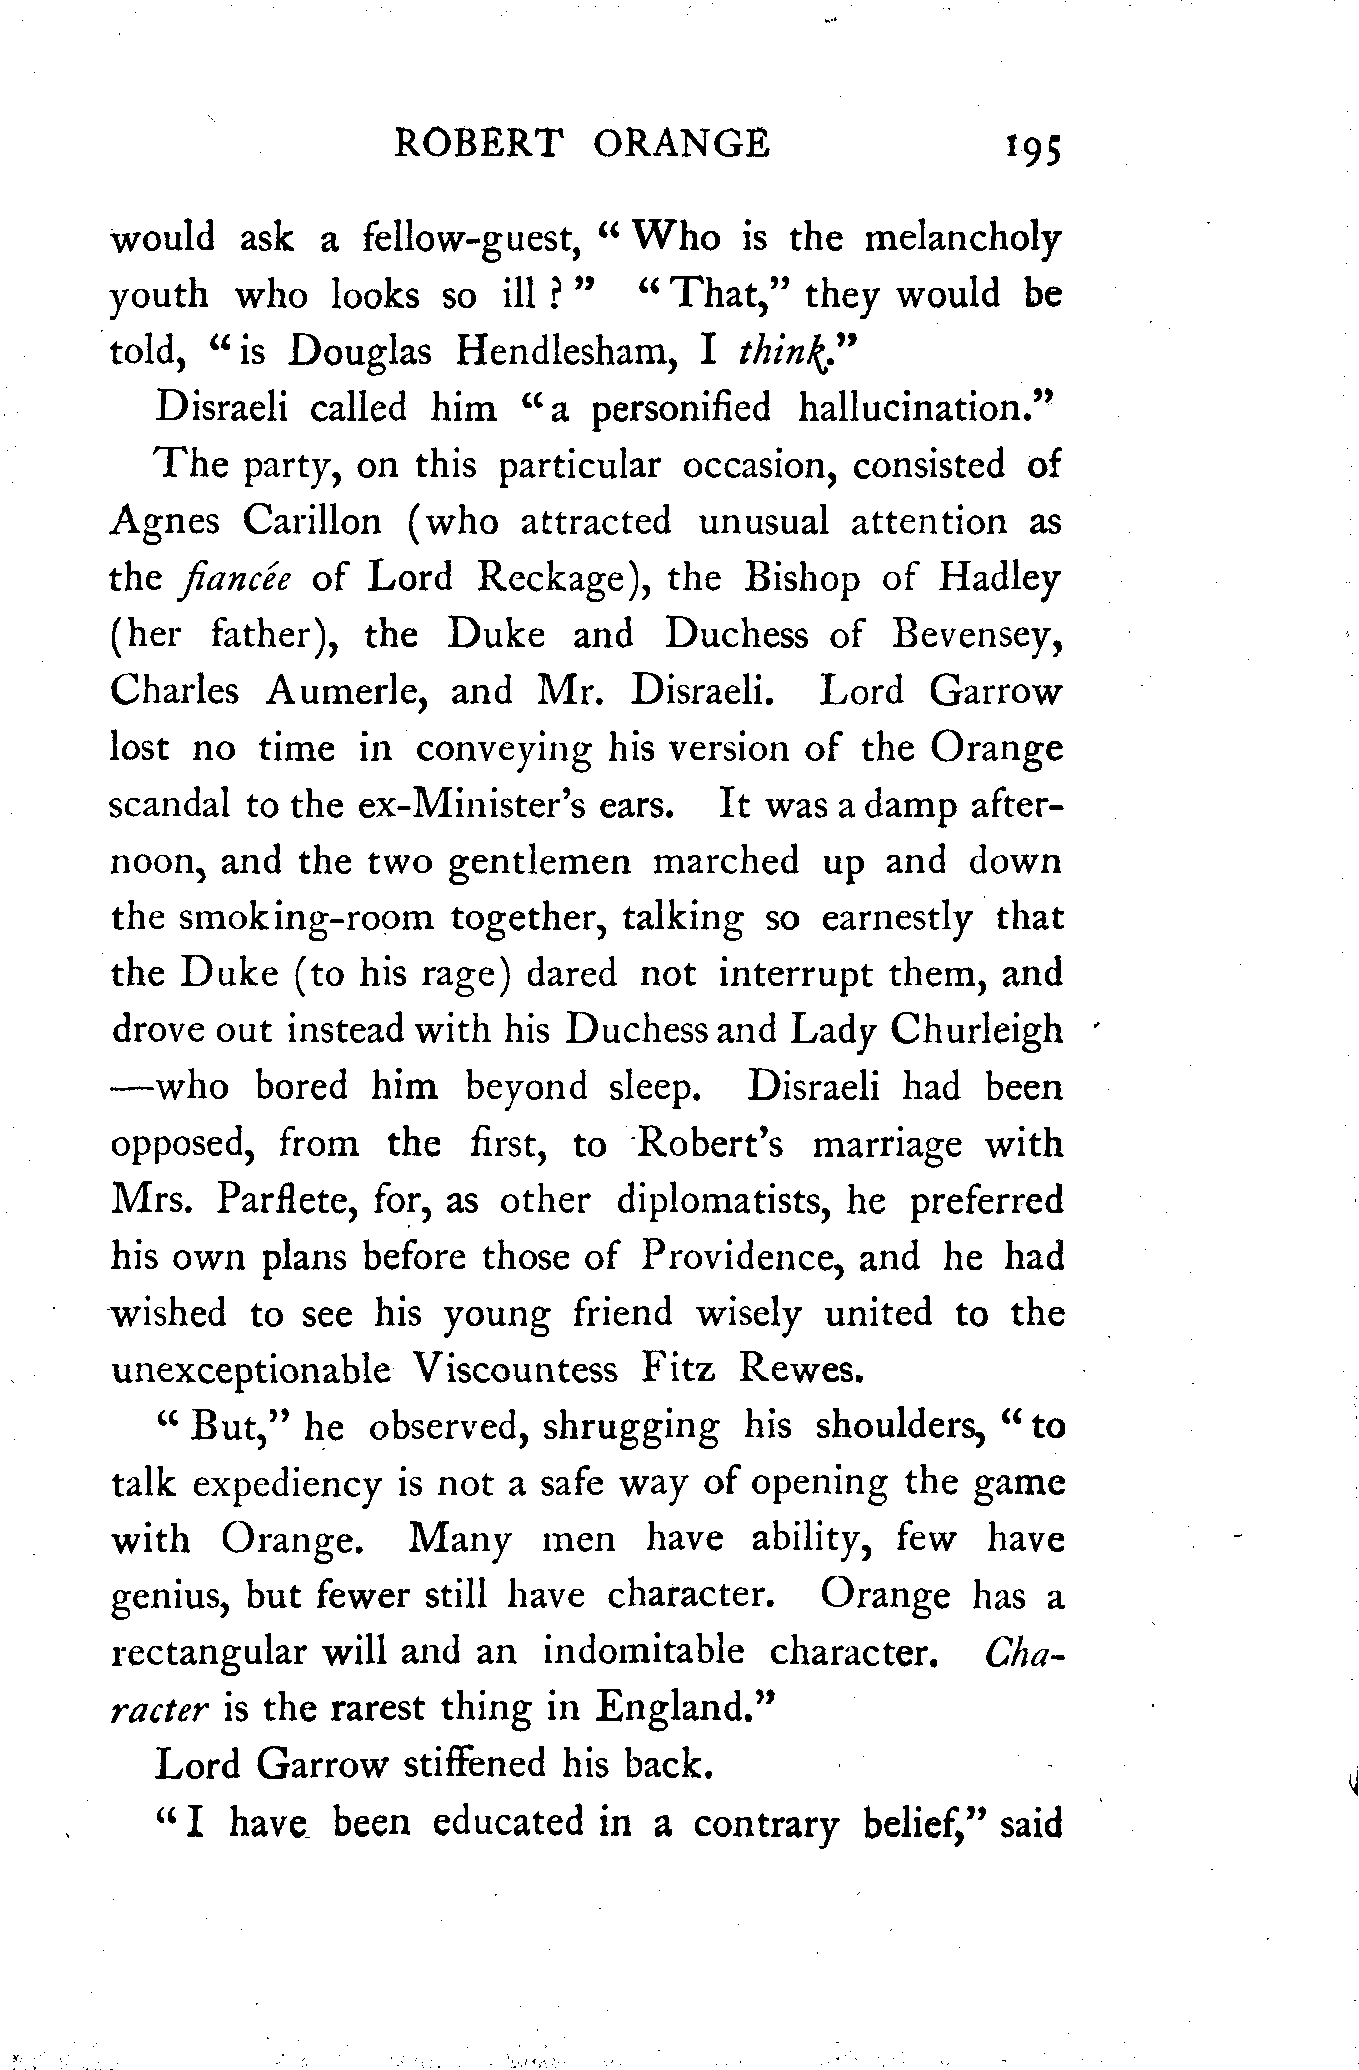 ROBERT ORANGE 195
would ask a fellow-guest, “ Who is the melancholy
youth who looks so ill ? ” “ That,” they would be
told, “ is Douglas Hendlesham, I think.”
Disraeli called him “ a personified hallucination.”
The party, on this particular occasion, consisted of
Agnes Carillon (who attracted unusual attention as
the fiancée of Lord Reckage), the Bishop of Hadley
(her father), the Duke and Duchess of Bevensey,
Charles Aumerle, and Mr. Disraeli. Lord Garrow
lost no time in conveying his version of the Orange
scandal to the ex-Minister’s ears. It was a damp after-
noon, and the two gentlemen marched up and down
the smoking-room together, talking so earnestly that
the Duke (to his rage) dared not interrupt them, and
drove out instead with his Duchess and Lady Churleigh
—who bored him beyond sleep. Disraeli had been
opposed, from the first, to Robert’s marriage with
Mrs. Parflete, for, as other diplomatists, he preferred
his own plans before those of Providence, and he had
wished to see his young friend wisely united to the
unexceptionable Viscountess Fitz Rewes.
“ But,” he observed, shrugging his shoulders, “ to
talk expediency is not a safe way of opening the game
with Orange. Many men have ability, few have
genius, but fewer still have character. Orange has a
rectangular will and an indomitable character. Cha-
racter is the rarest thing in England.”
Lord Garrow stiffened his back.
“ I have been educated in a contrary belief,” said